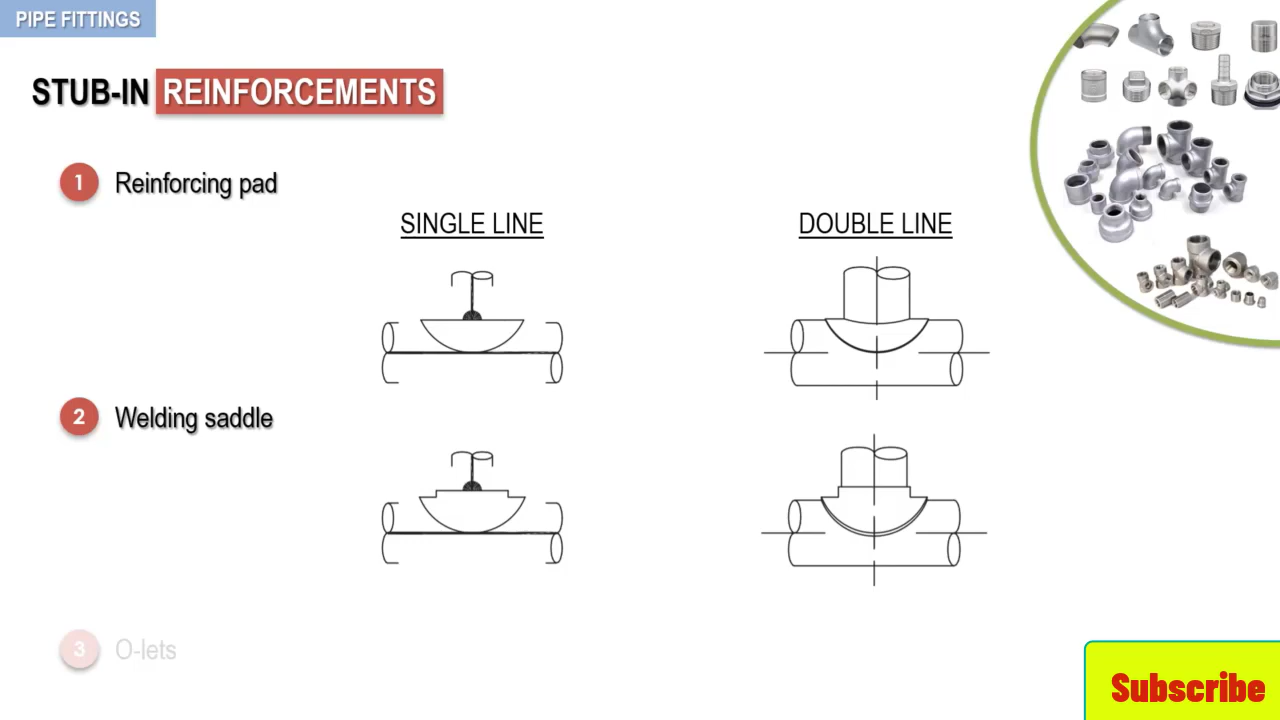 PIPE FITTINGS
STUB-IN REINFORCEMENTS
1 Reinforcing pad
SINGLE LINE
DOUBLE LINE
2 Welding saddle
3 O-lets
Subscribe